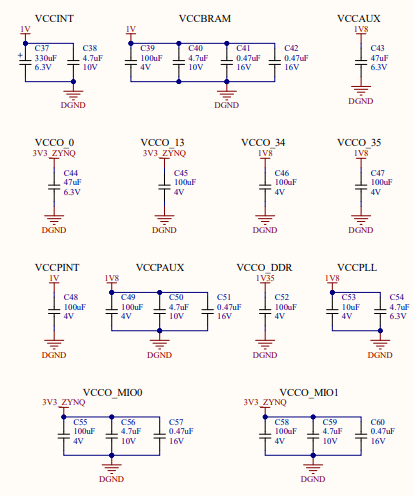 VCCINT
VCCBRAM
VCCAUX
1V
1V
1V8
+
C37
330uF
6.3V
C38
4.7uF
10V
C39
100uF
4V
C40
4.7uF
10V
C41
0.47uF
16V
C42
0.47uF
16V
C43
47uF
6.3V
DGND
DGND
DGND
VCCO_0
VCCO_13
VCCO_34
VCCO_35
3V3_ZYNQ
3V3_ZYNQ
1V8
1V8
C44
47uF
6.3V
C45
100uF
4V
C46
100uF
4V
C47
100uF
4V
DGND
DGND
DGND
DGND
VCCPINT
VCCPAUX
VCCO_DDR
VCCPLL
1V
1V8
1V35
1V8
C48
100uF
4V
C49
100uF
4V
C50
4.7uF
10V
C51
0.47uF
16V
C52
100uF
4V
C53
10uF
4V
C54
4.7uF
6.3V
DGND
DGND
DGND
DGND
VCCO_MIO0
VCCO_MIO1
3V3_ZYNQ
3V3_ZYNQ
C55
100uF
4V
C56
4.7uF
10V
C57
0.47uF
16V
C58
100uF
4V
C59
4.7uF
10V
C60
0.47uF
16V
DGND
DGND